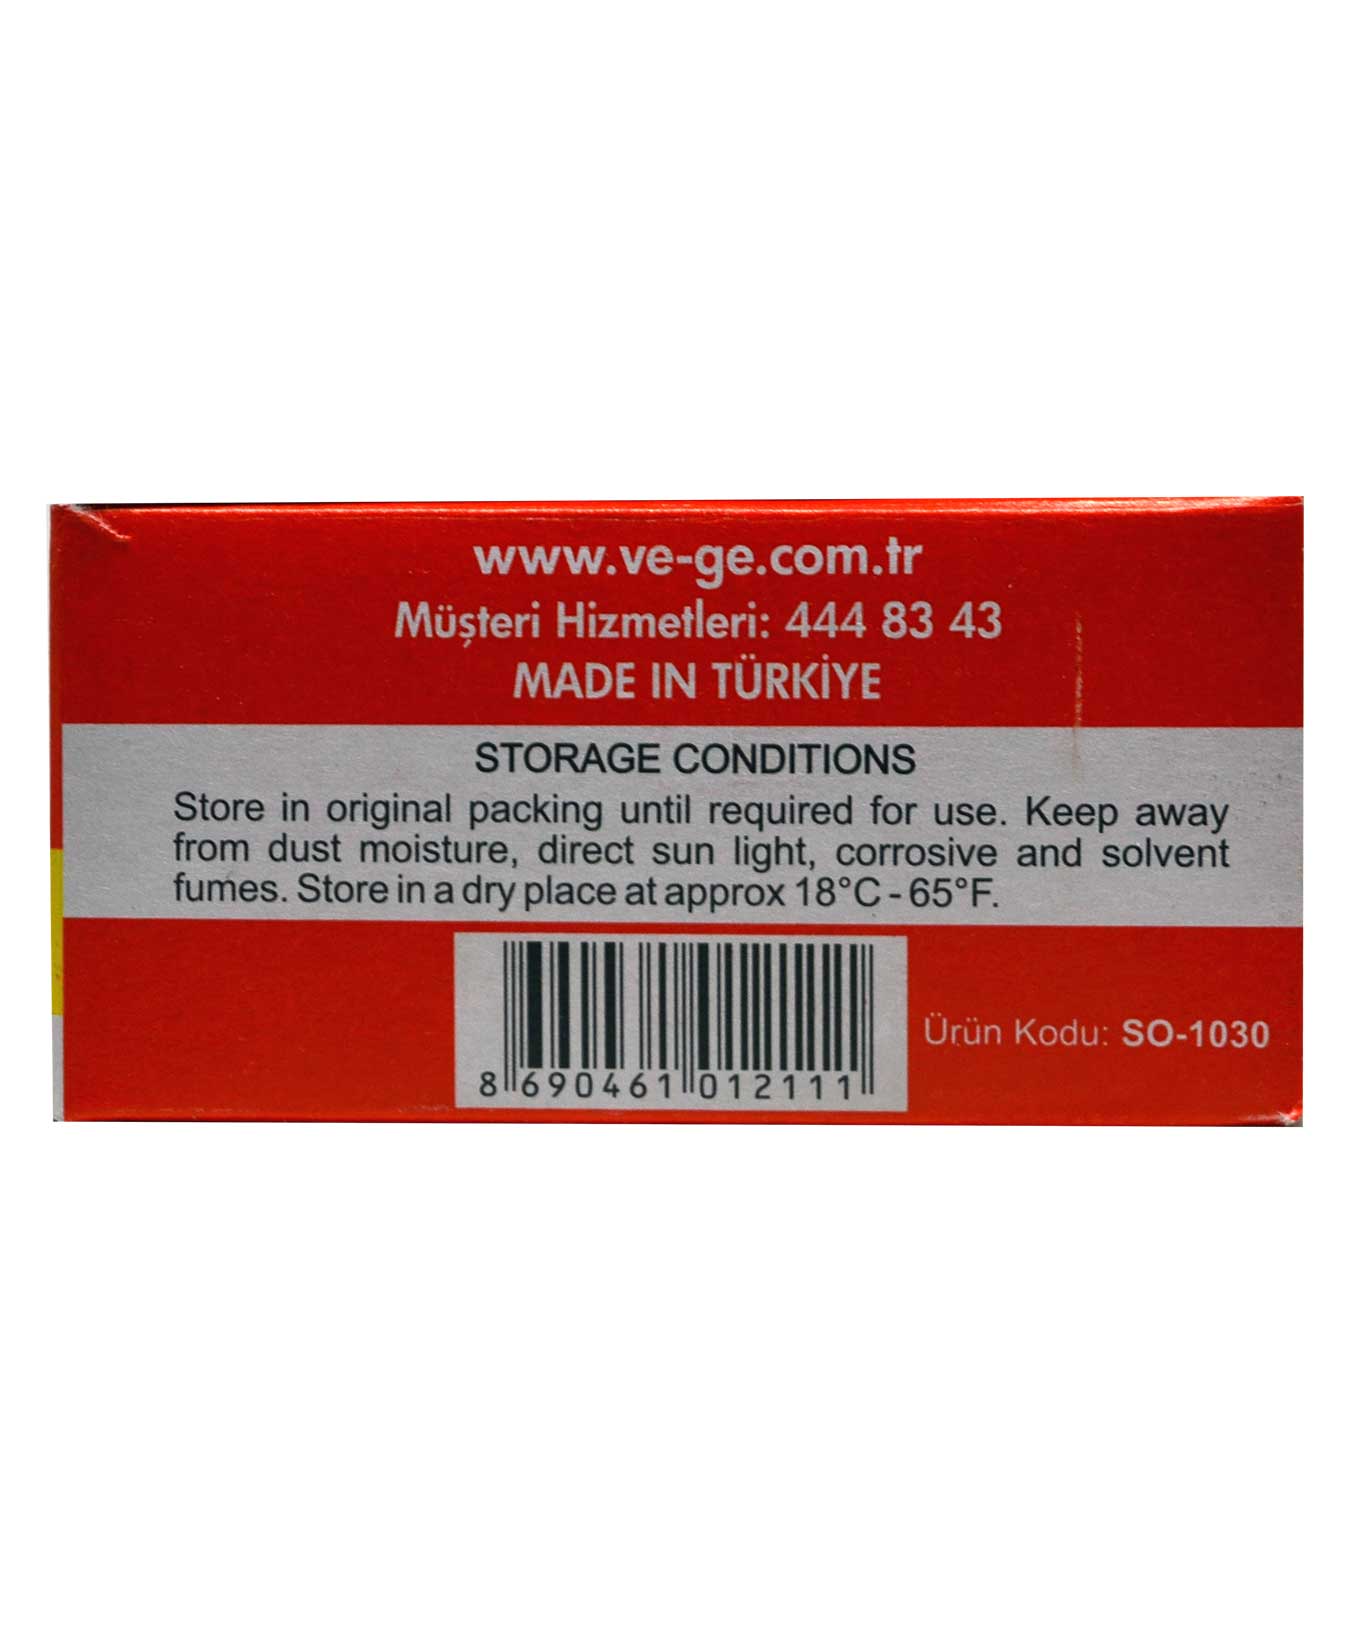 www.ve-ge.com.tr
Müşteri Hizmetleri: 444 83 43
MADE IN TÜRKİYE
STORAGE CONDITIONS
Store in original packing until required for use. Keep away
from dust moisture, direct sun light, corrosive and solvent
fumes. Store in a dry place at approx 18°C - 65°F.
Ürün Kodu: SO-1030
8 690461 012111